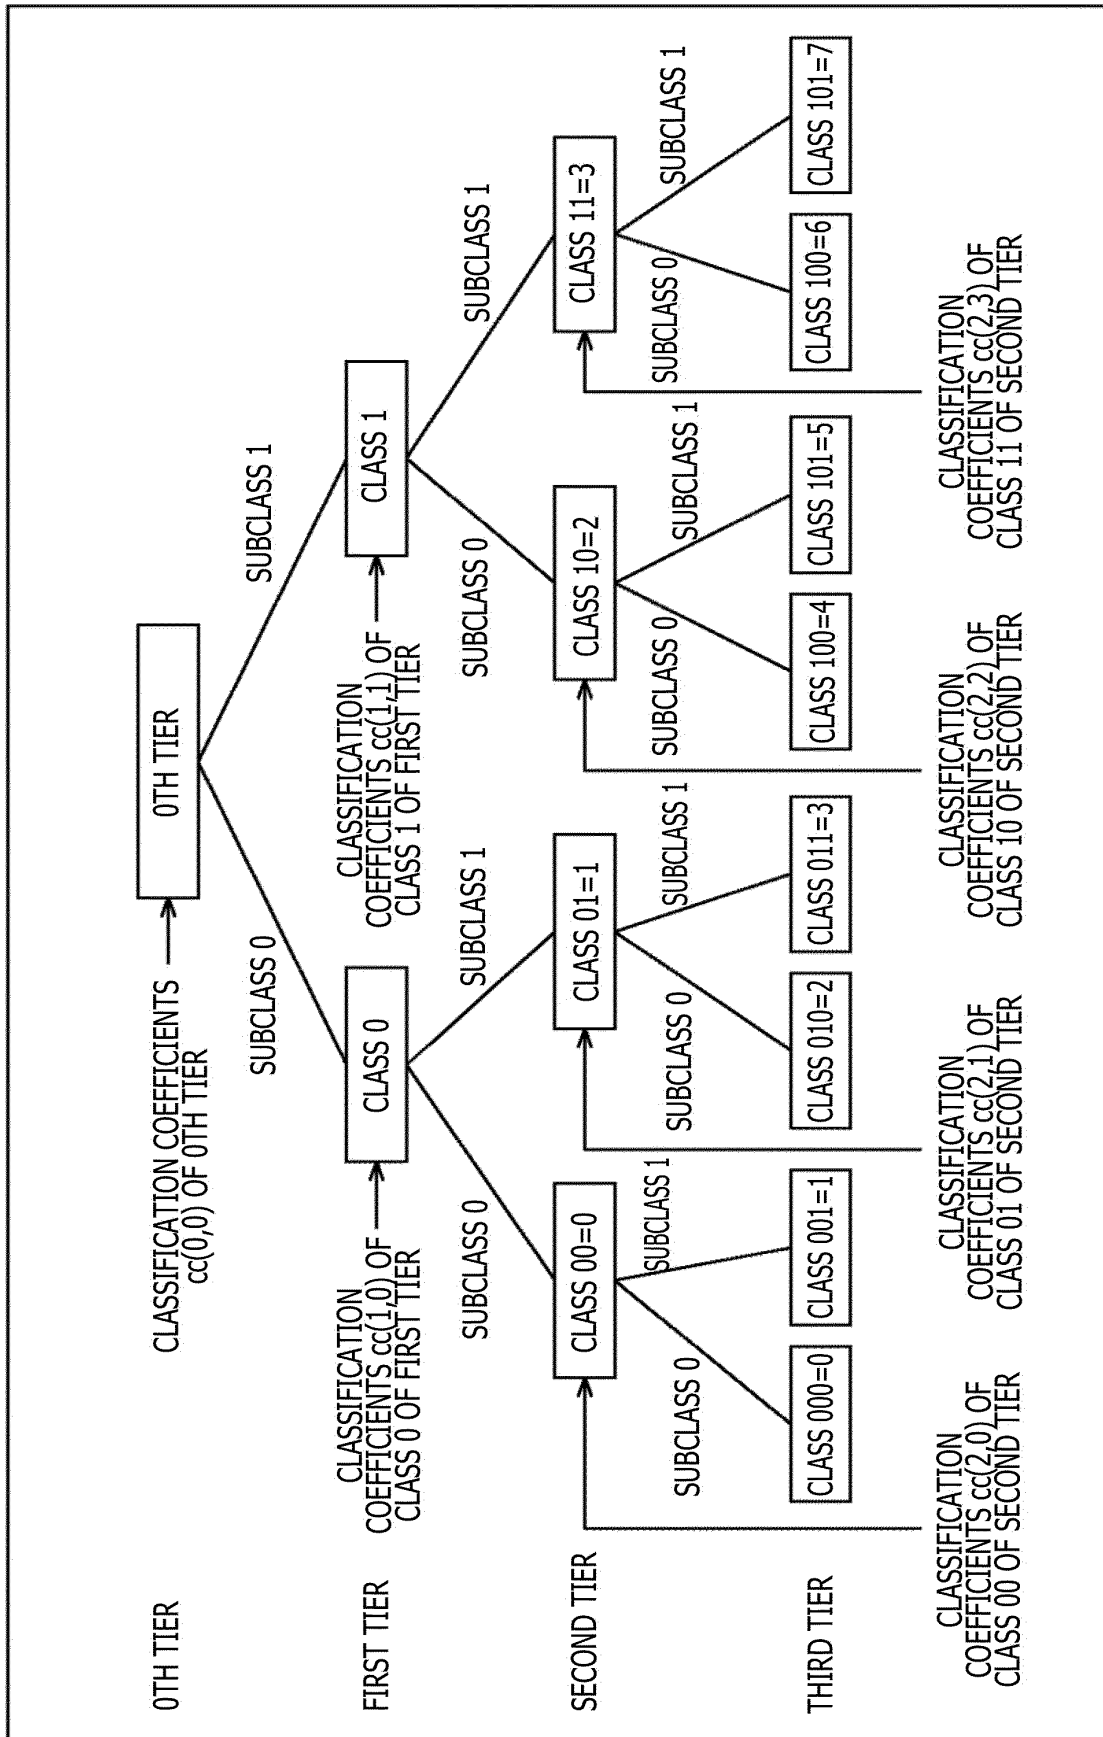 0TH TIER
CLASSIFICATION COEFFICIENTS
cc(0,0) OF 0TH TIER
0TH TIER
SUBCLASS 0
SUBCLASS 1
FIRST TIER
CLASSIFICATION
COEFFICIENTS cc(1,0) OF
CLASS 0 OF FIRST TIER
CLASS 0
CLASSIFICATION
COEFFICIENTS cc(1,1) OF
CLASS 1 OF FIRST TIER
CLASS 1
SUBCLASS 0
SUBCLASS 1
SUBCLASS 0
SUBCLASS 1
SECOND TIER
CLASS 00=0
CLASS 01=1
CLASS 10=2
CLASS 11=3
SUBCLASS 0
SUBCLASS 1
SUBCLASS 0
SUBCLASS 1
SUBCLASS 0
SUBCLASS 1
SUBCLASS 0
SUBCLASS 1
THIRD TIER
CLASS 000=0
CLASS 001=1
CLASS 010=2
CLASS 011=3
CLASS 100=4
CLASS 101=5
CLASS 100=6
CLASS 101=7
CLASSIFICATION
COEFFICIENTS cc(2,0) OF
CLASS 00 OF SECOND TIER
CLASSIFICATION
COEFFICIENTS cc(2,1) OF
CLASS 01 OF SECOND TIER
CLASSIFICATION
COEFFICIENTS cc(2,2) OF
CLASS 10 OF SECOND TIER
CLASSIFICATION
COEFFICIENTS cc(2,3) OF
CLASS 11 OF SECOND TIER